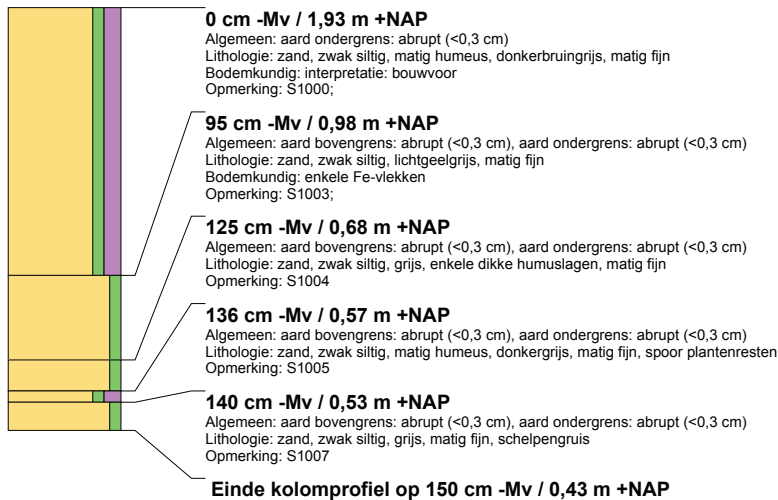 0 cm -Mv / 1,93 m +NAP
Algemeen: aard ondergrens: abrupt (<0,3 cm)
Lithologie: zand, zwak siltig, matig humeus, donkerbruingrijs, matig fijn
Bodemkundig: interpretatie: bouwvoor
Opmerking: S1000;
95 cm -Mv / 0,98 m +NAP
Algemeen: aard bovengrens: abrupt (<0,3 cm), aard ondergrens: abrupt (<0,3 cm)
Lithologie: zand, zwak siltig, lichtgeelgrijs, matig fijn
Bodemkundig: enkele Fe-vlekken
Opmerking: S1003;
125 cm -Mv / 0,68 m +NAP
Algemeen: aard bovengrens: abrupt (<0,3 cm), aard ondergrens: abrupt (<0,3 cm)
Lithologie: zand, zwak siltig, grijs, enkele dikke humuslagen, matig fijn
Opmerking: S1004
136 cm -Mv / 0,57 m +NAP
Algemeen: aard bovengrens: abrupt (<0,3 cm), aard ondergrens: abrupt (<0,3 cm)
Lithologie: zand, zwak siltig, matig humeus, donkergrijs, matig fijn, spoor plantenresten
Opmerking: S1005
140 cm -Mv / 0,53 m +NAP
Algemeen: aard bovengrens: abrupt (<0,3 cm), aard ondergrens: abrupt (<0,3 cm)
Lithologie: zand, zwak siltig, grijs, matig fijn, schelpengruis
Opmerking: S1007
Einde kolomprofiel op 150 cm -Mv / 0,43 m +NAP